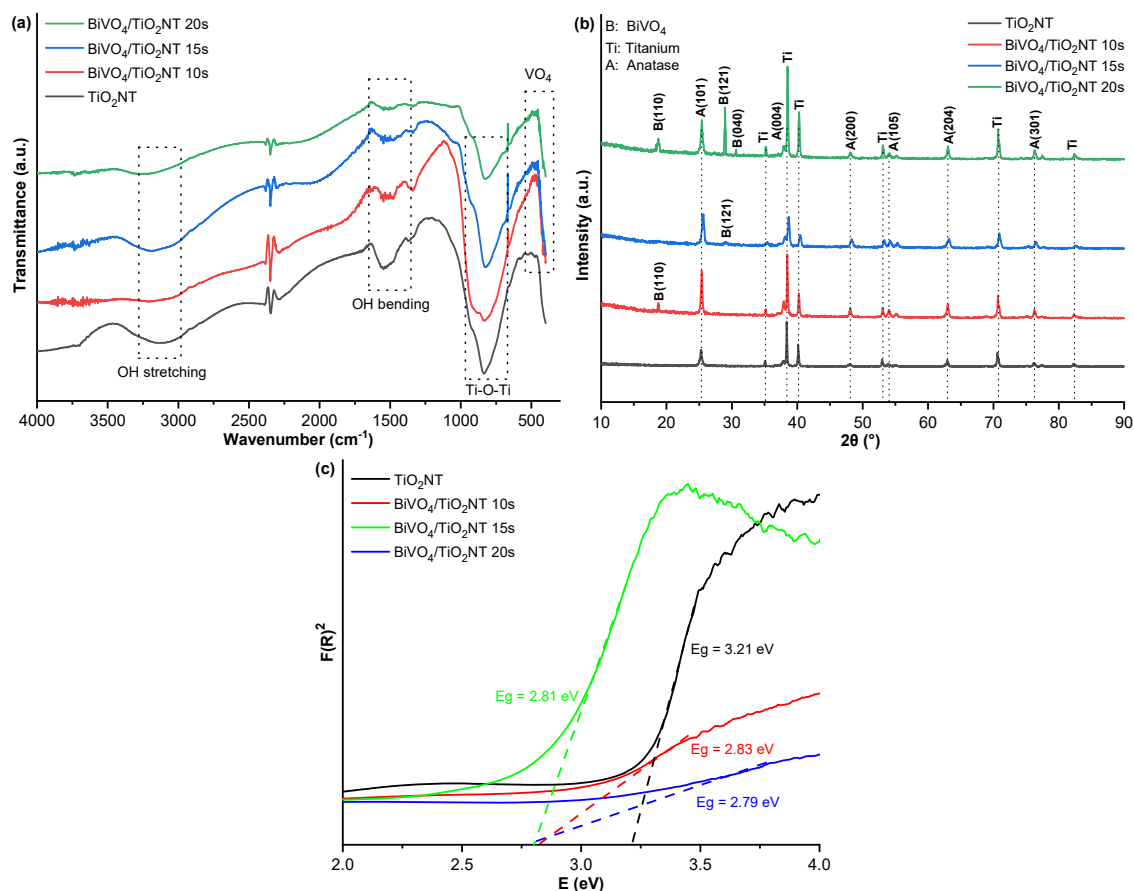 (a)
BiVO₄/TiO₂NT 20s
BiVO₄/TiO₂NT 15s
BiVO₄/TiO₂NT 10s
TiO₂NT
VO₄
OH bending
OH stretching
Ti-O-Ti
Transmittance (a.u.)
4000 3500 3000 2500 2000 1500 1000 500
Wavenumber (cm⁻¹)
(b)
B: BiVO₄
Ti: Titanium
A: Anatase
TiO₂NT
BiVO₄/TiO₂NT 10s
BiVO₄/TiO₂NT 15s
BiVO₄/TiO₂NT 20s
B(110)
A(101)
B(121)
B(040)
Ti
A(004)
Ti
Ti
A(200)
Ti
A(105)
A(204)
Ti
A(301)
Ti
B(121)
B(110)
Intensity (a.u.)
10 20 30 40 50 60 70 80 90
2θ (°)
(c)
TiO₂NT
BiVO₄/TiO₂NT 10s
BiVO₄/TiO₂NT 15s
BiVO₄/TiO₂NT 20s
Eg = 3.21 eV
Eg = 2.81 eV
Eg = 2.83 eV
Eg = 2.79 eV
F(R)²
2.0 2.5 3.0 3.5 4.0
E (eV)